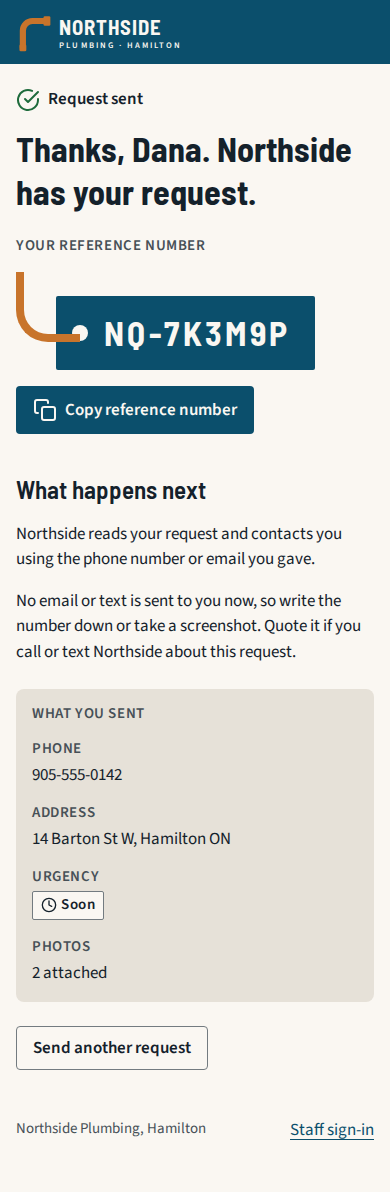 NORTHSIDE
PLUMBING · HAMILTON
Request sent
Thanks, Dana. Northside
has your request.
YOUR REFERENCE NUMBER
NQ-7K3M9P
Copy reference number
What happens next
Northside reads your request and contacts you
using the phone number or email you gave.
No email or text is sent to you now, so write the
number down or take a screenshot. Quote it if you
call or text Northside about this request.
WHAT YOU SENT
PHONE
905-555-0142
ADDRESS
14 Barton St W, Hamilton ON
URGENCY
Soon
PHOTOS
2 attached
Send another request
Northside Plumbing, Hamilton
Staff sign-in